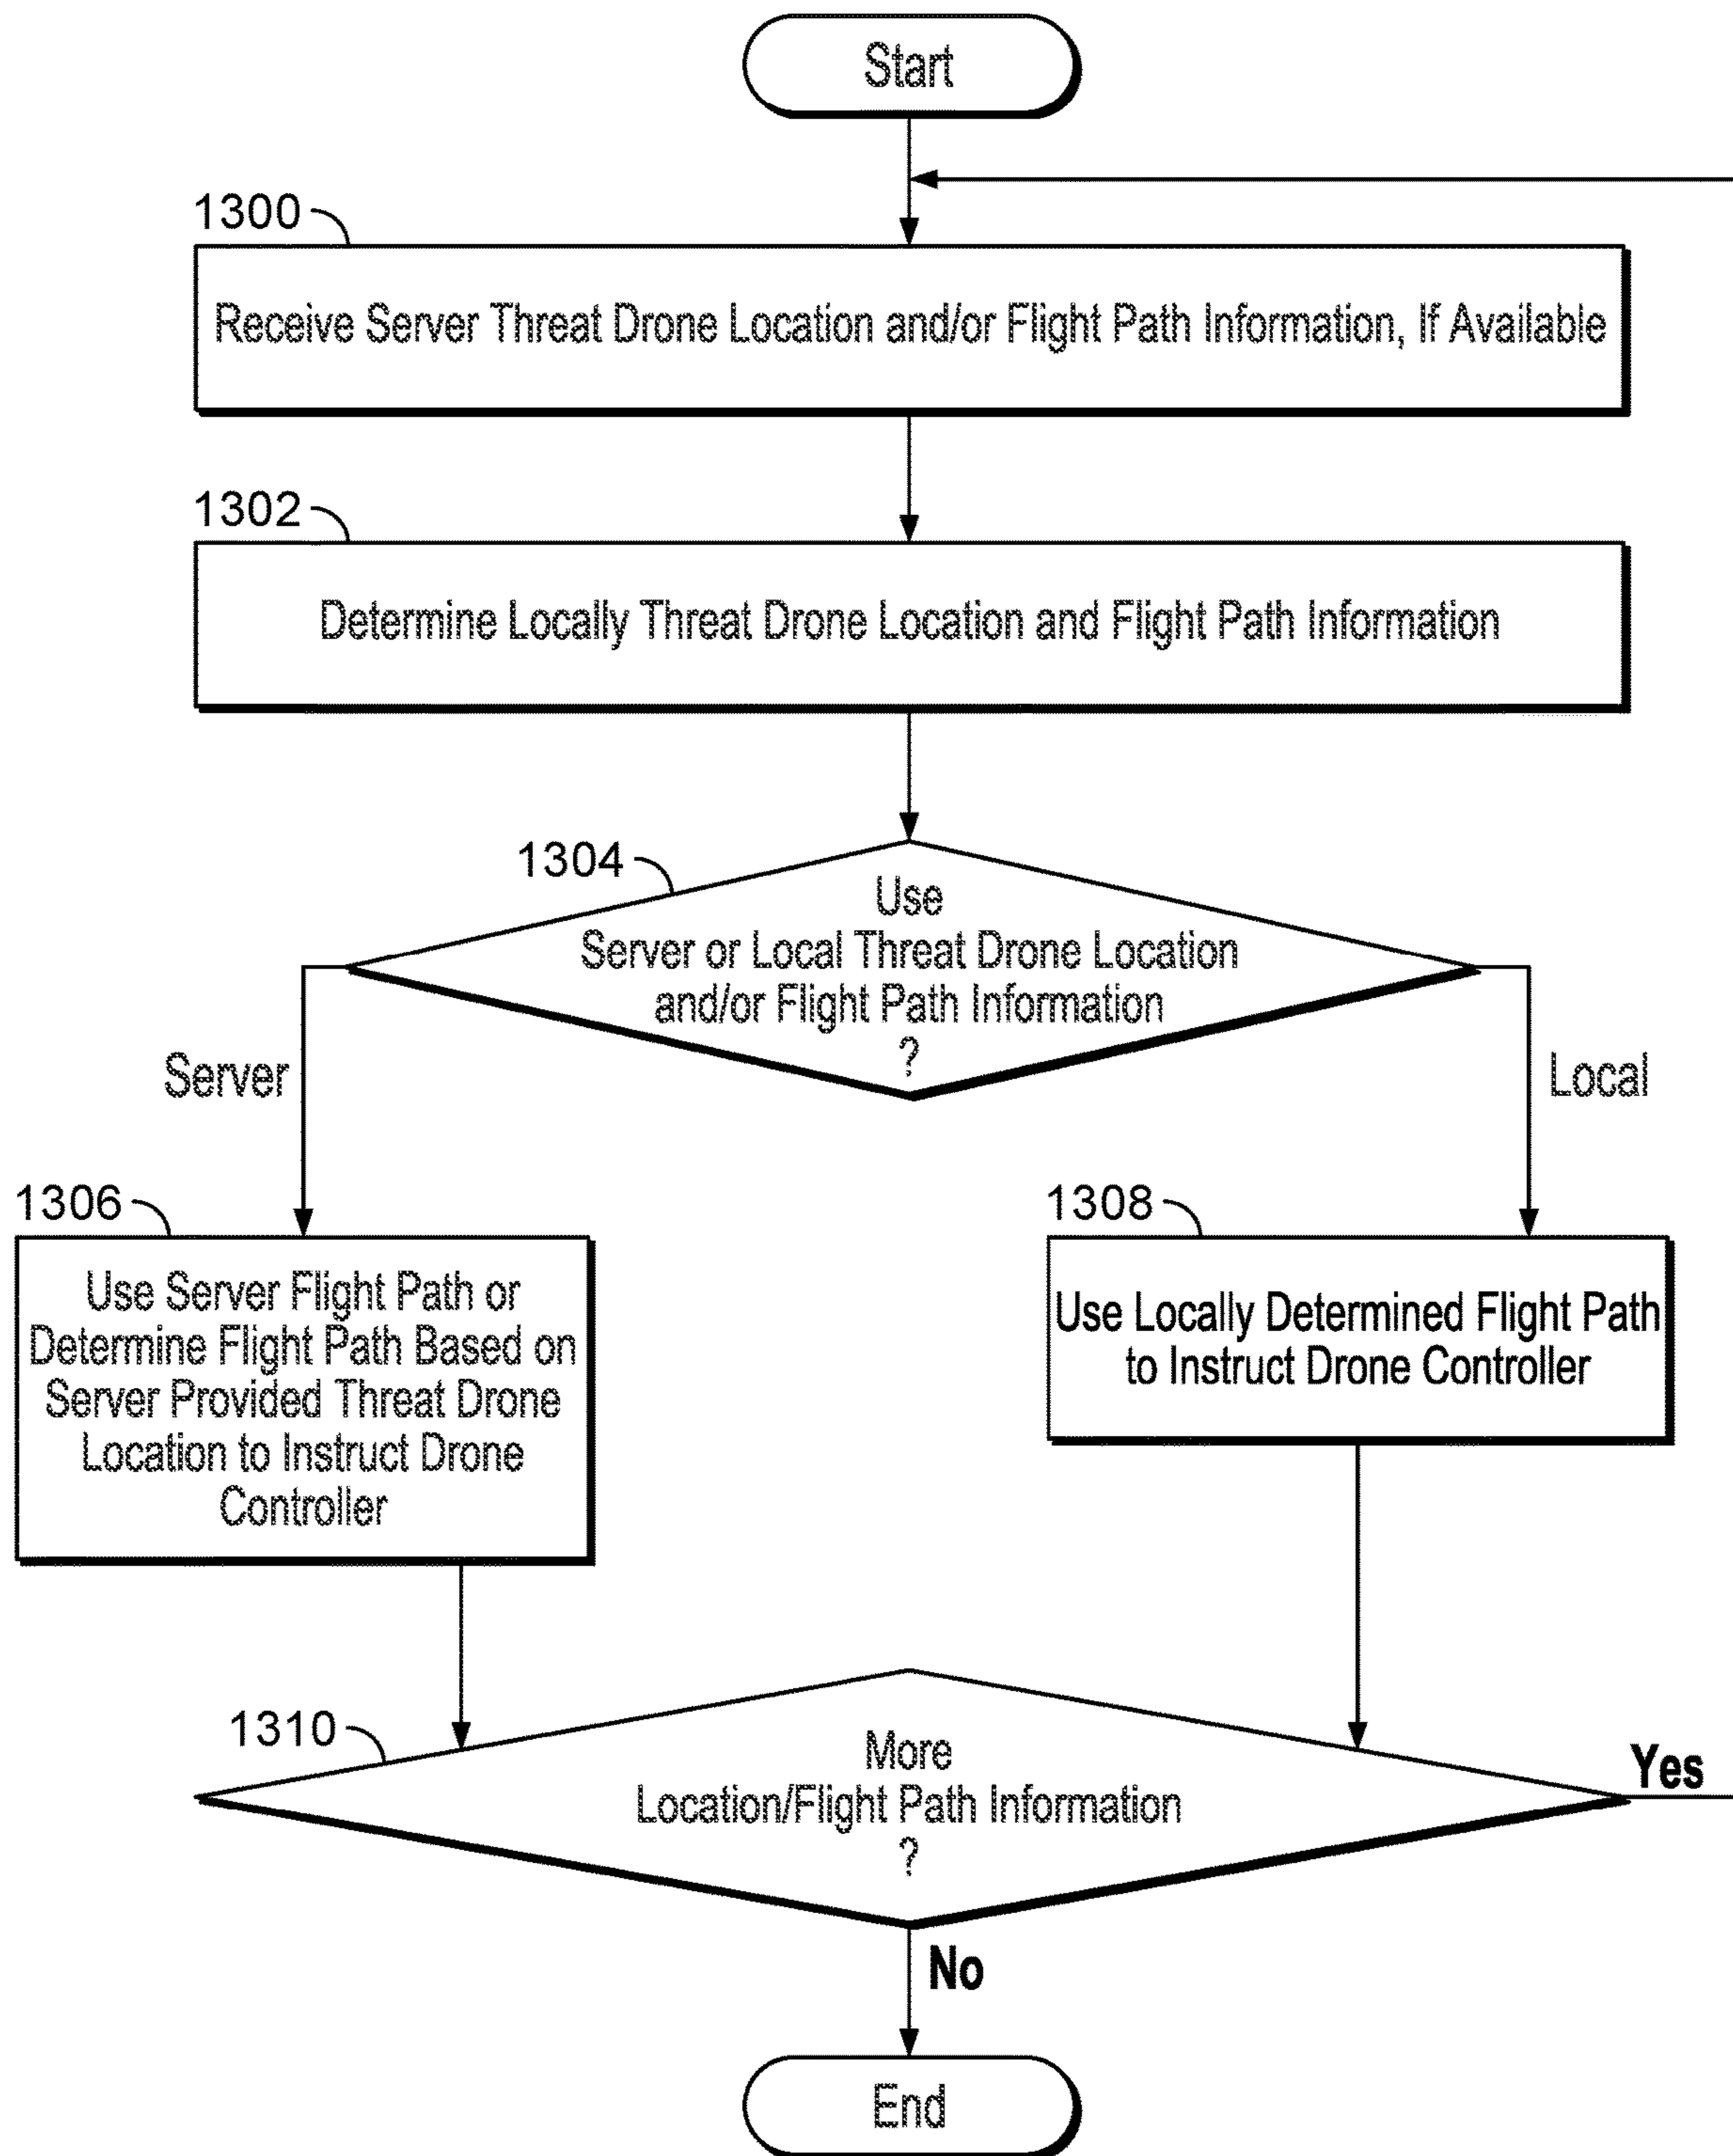 Start
1300
Receive Server Threat Drone Location and/or Flight Path Information, If Available
1302
Determine Locally Threat Drone Location and Flight Path Information
1304
Use
Server or Local Threat Drone Location
and/or Flight Path Information
?
Server
Local
1306
Use Server Flight Path or
Determine Flight Path Based on
Server Provided Threat Drone
Location to Instruct Drone
Controller
1308
Use Locally Determined Flight Path
to Instruct Drone Controller
1310
More
Location/Flight Path Information
?
Yes
No
End